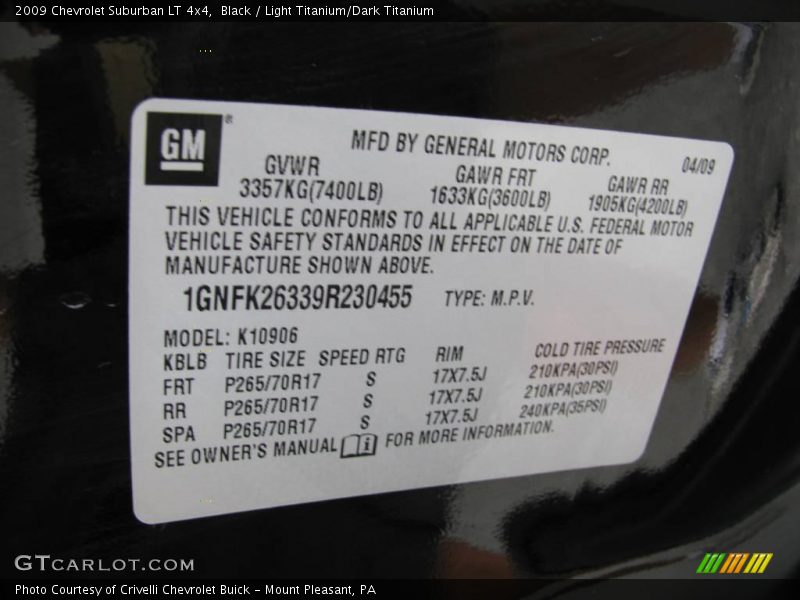 2009 Chevrolet Suburban LT 4x4,  Black / Light Titanium/Dark Titanium
GM®
MFD BY GENERAL MOTORS CORP.
04/09
GVWR GAWR FRT GAWR RR
3357KG(7400LB) 1633KG(3600LB) 1905KG(4200LB)
THIS VEHICLE CONFORMS TO ALL APPLICABLE U.S. FEDERAL MOTOR
VEHICLE SAFETY STANDARDS IN EFFECT ON THE DATE OF
MANUFACTURE SHOWN ABOVE.
1GNFK26339R230455 TYPE: M.P.V.
MODEL: K10906
KBLB TIRE SIZE SPEED RTG RIM COLD TIRE PRESSURE
FRT P265/70R17 S 17X7.5J 210KPA(30PSI)
RR P265/70R17 S 17X7.5J 210KPA(30PSI)
SPA P265/70R17 S 17X7.5J 240KPA(35PSI)
SEE OWNER'S MANUAL i FOR MORE INFORMATION.
GTCARLOT.COM
Photo Courtesy of Crivelli Chevrolet Buick - Mount Pleasant, PA